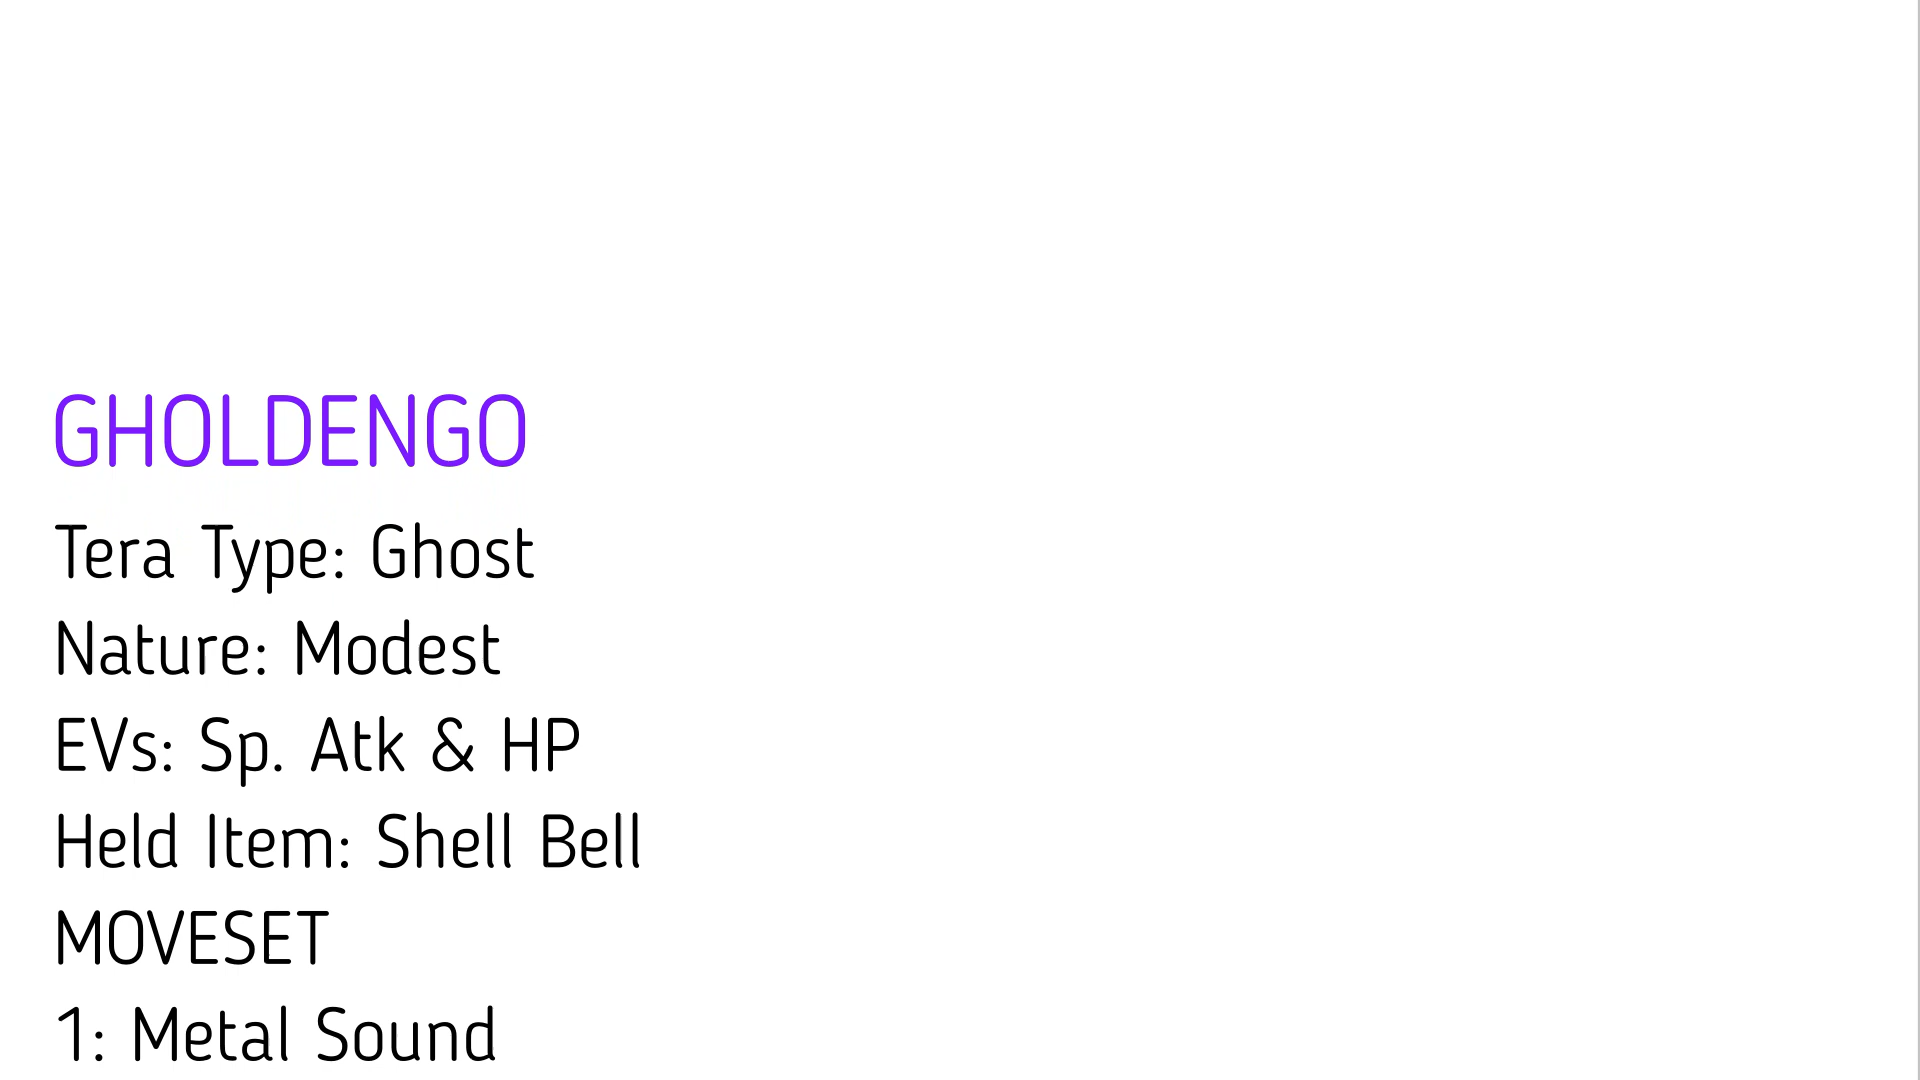 GHOLDENGO
Tera Type: Ghost
Nature: Modest
EVs: Sp. Atk & HP
Held Item: Shell Bell
MOVESET
1: Metal Sound